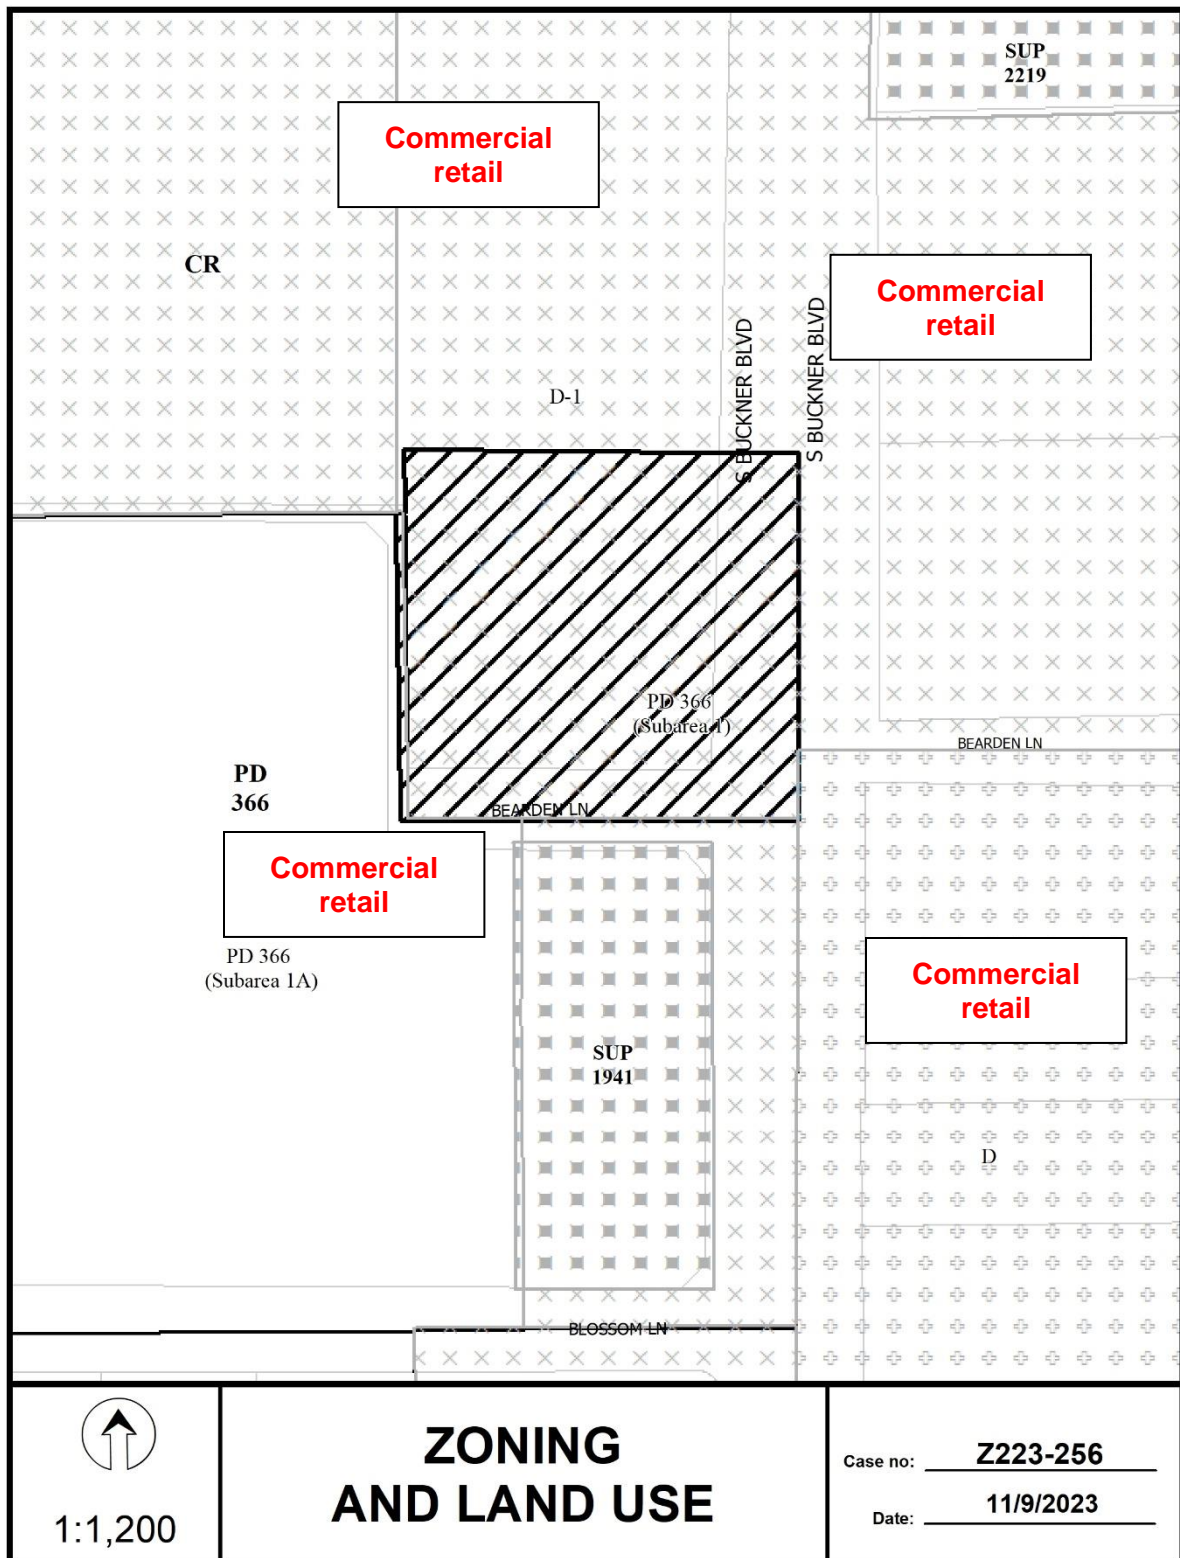 SUP
2219
Commercial
retail
CR
Commercial
retail
S BUCKNER BLVD
S BUCKNER BLVD
D-1
PD 366
(Subarea 1)
BEARDEN LN
PD
366
BEARDEN LN
Commercial
retail
PD 366
(Subarea 1A)
Commercial
retail
SUP
1941
D
BLOSSOM LN
1:1,200
ZONING
AND LAND USE
Case no: Z223-256
Date: 11/9/2023